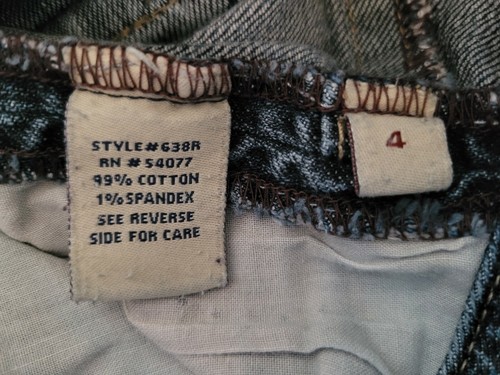 STYLE#638R
RN # 54077
99% COTTON
1% SPANDEX
SEE REVERSE
SIDE FOR CARE
4